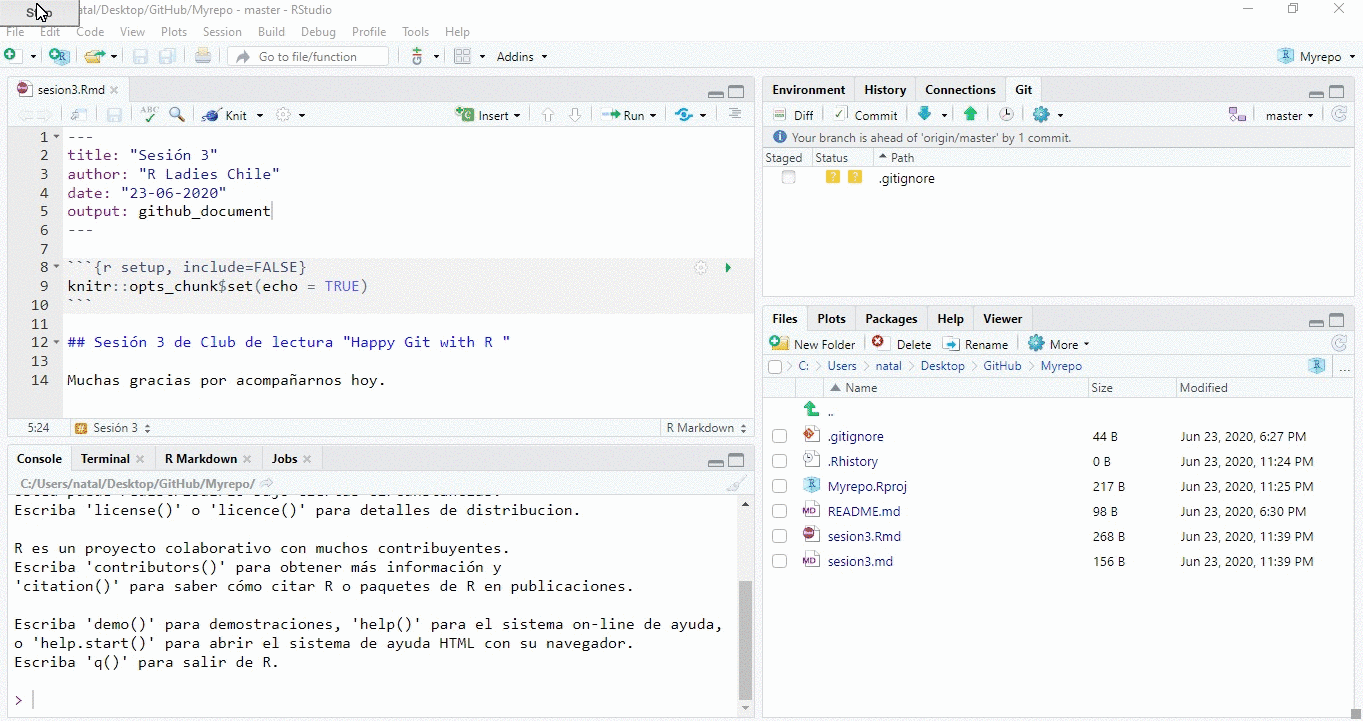 atal/Desktop/GitHub/Myrepo - master - RStudio
File Edit Code View Plots Session Build Debug Profile Tools Help
Go to file/function Addins Myrepo
sesion3.Rmd
ABC Knit Insert Run
1 ---
2 title: "Sesión 3"
3 author: "R Ladies Chile"
4 date: "23-06-2020"
5 output: github_document
6 ---
7
8 ```{r setup, include=FALSE}
9 knitr::opts_chunk$set(echo = TRUE)
10 ```
11
12 ## Sesión 3 de Club de lectura "Happy Git with R "
13
14 Muchas gracias por acompañarnos hoy.
5:24 Sesión 3 R Markdown
Console Terminal R Markdown Jobs
C:/Users/natal/Desktop/GitHub/Myrepo/
Escriba 'license()' o 'licence()' para detalles de distribucion.
R es un proyecto colaborativo con muchos contribuyentes.
Escriba 'contributors()' para obtener más información y
'citation()' para saber cómo citar R o paquetes de R en publicaciones.
Escriba 'demo()' para demostraciones, 'help()' para el sistema on-line de ayuda,
o 'help.start()' para abrir el sistema de ayuda HTML con su navegador.
Escriba 'q()' para salir de R.
>
Environment History Connections Git
Diff Commit master
Your branch is ahead of 'origin/master' by 1 commit.
Staged Status Path
? ? .gitignore
Files Plots Packages Help Viewer
New Folder Delete Rename More
C: Users natal Desktop GitHub Myrepo ...
Name Size Modified
..
.gitignore 44 B Jun 23, 2020, 6:27 PM
.Rhistory 0 B Jun 23, 2020, 11:24 PM
Myrepo.Rproj 217 B Jun 23, 2020, 11:25 PM
README.md 98 B Jun 23, 2020, 6:30 PM
sesion3.Rmd 268 B Jun 23, 2020, 11:39 PM
sesion3.md 156 B Jun 23, 2020, 11:39 PM